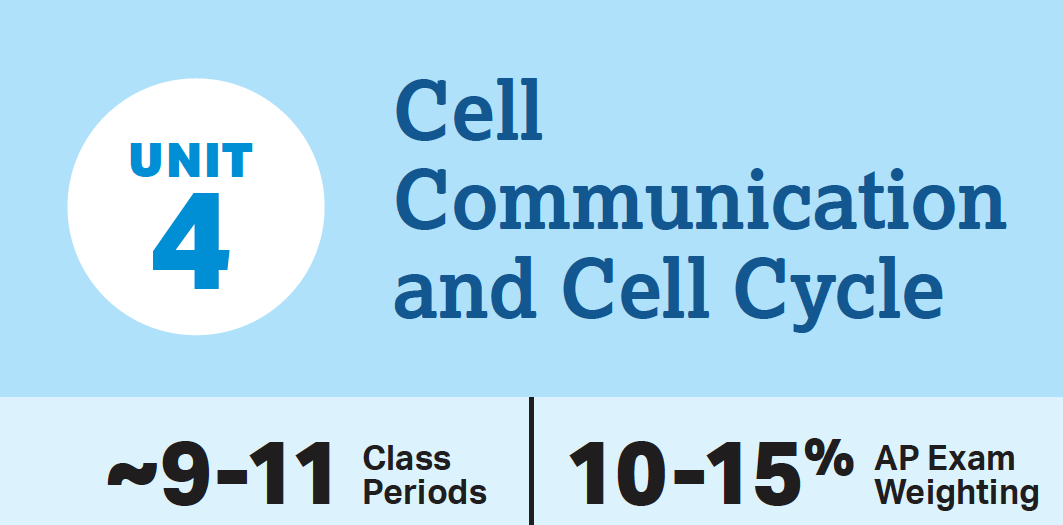 UNIT
4
Cell
Communication
and Cell Cycle
~9-11 Class
Periods
10-15% AP Exam
Weighting